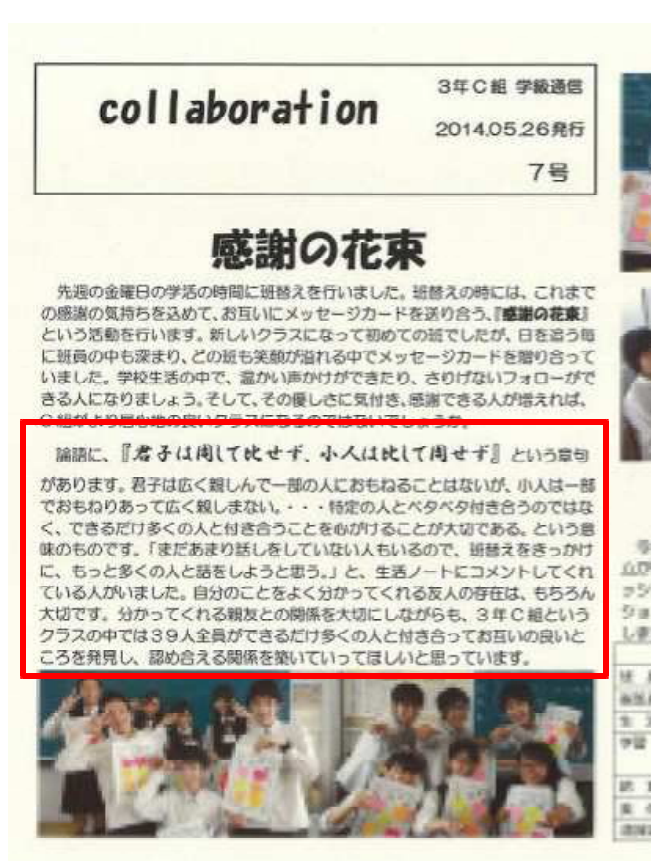 collaboration
3年C組 学級通信
2014.05.26発行
7号
感謝の花束
先週の金曜日の学活の時間に班替えを行いました。班替えの時には、これまで
の感謝の気持ちを込めて、お互いにメッセージカードを送り合う、『感謝の花束』
という活動を行います。新しいクラスになって初めての班でしたが、日を追う毎
に班員の中も深まり、どの班も笑顔が溢れる中でメッセージカードを贈り合って
いました。学校生活の中で、温かい声かけができたり、さりげないフォローがで
きる人になりましょう。そして、その優しさに気付き、感謝できる人が増えれば、
C組がより居心地の良いクラスになるのではないでしょうか。
論語に、『君子は周して比せず、小人は比して周せず』という章句
があります。君子は広く親しんで一部の人におもねることはないが、小人は一部
でおもねりあって広く親しまない。・・・特定の人とベタベタ付き合うのではな
く、できるだけ多くの人と付き合うことを心がけることが大切である。という意
味のものです。「まだあまり話しをしていない人もいるので、班替えをきっかけ
に、もっと多くの人と話をしようと思う。」と、生活ノートにコメントしてくれ
ている人がいました。自分のことをよく分かってくれる友人の存在は、もちろん
大切です。分かってくれる親友との関係を大切にしながらも、3年C組という
クラスの中では39人全員ができるだけ多くの人と付き合ってお互いの良いと
ころを発見し、認め合える関係を築いていってほしいと思っています。